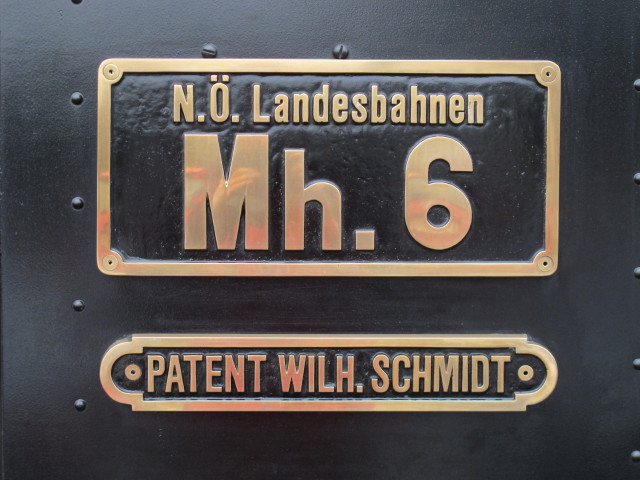 N.Ö. Landesbahnen
Mh. 6
PATENT WILH. SCHMIDT